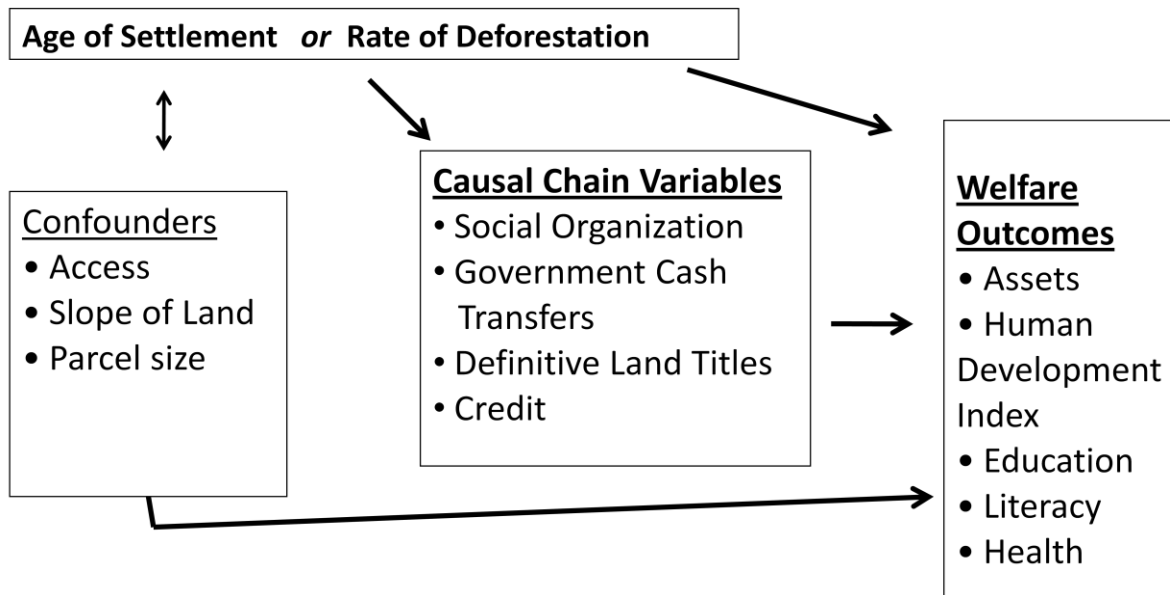 Age of Settlement or Rate of Deforestation
Confounders
• Access
• Slope of Land
• Parcel size
Causal Chain Variables
• Social Organization
• Government Cash
Transfers
• Definitive Land Titles
• Credit
Welfare
Outcomes
• Assets
• Human
Development
Index
• Education
• Literacy
• Health